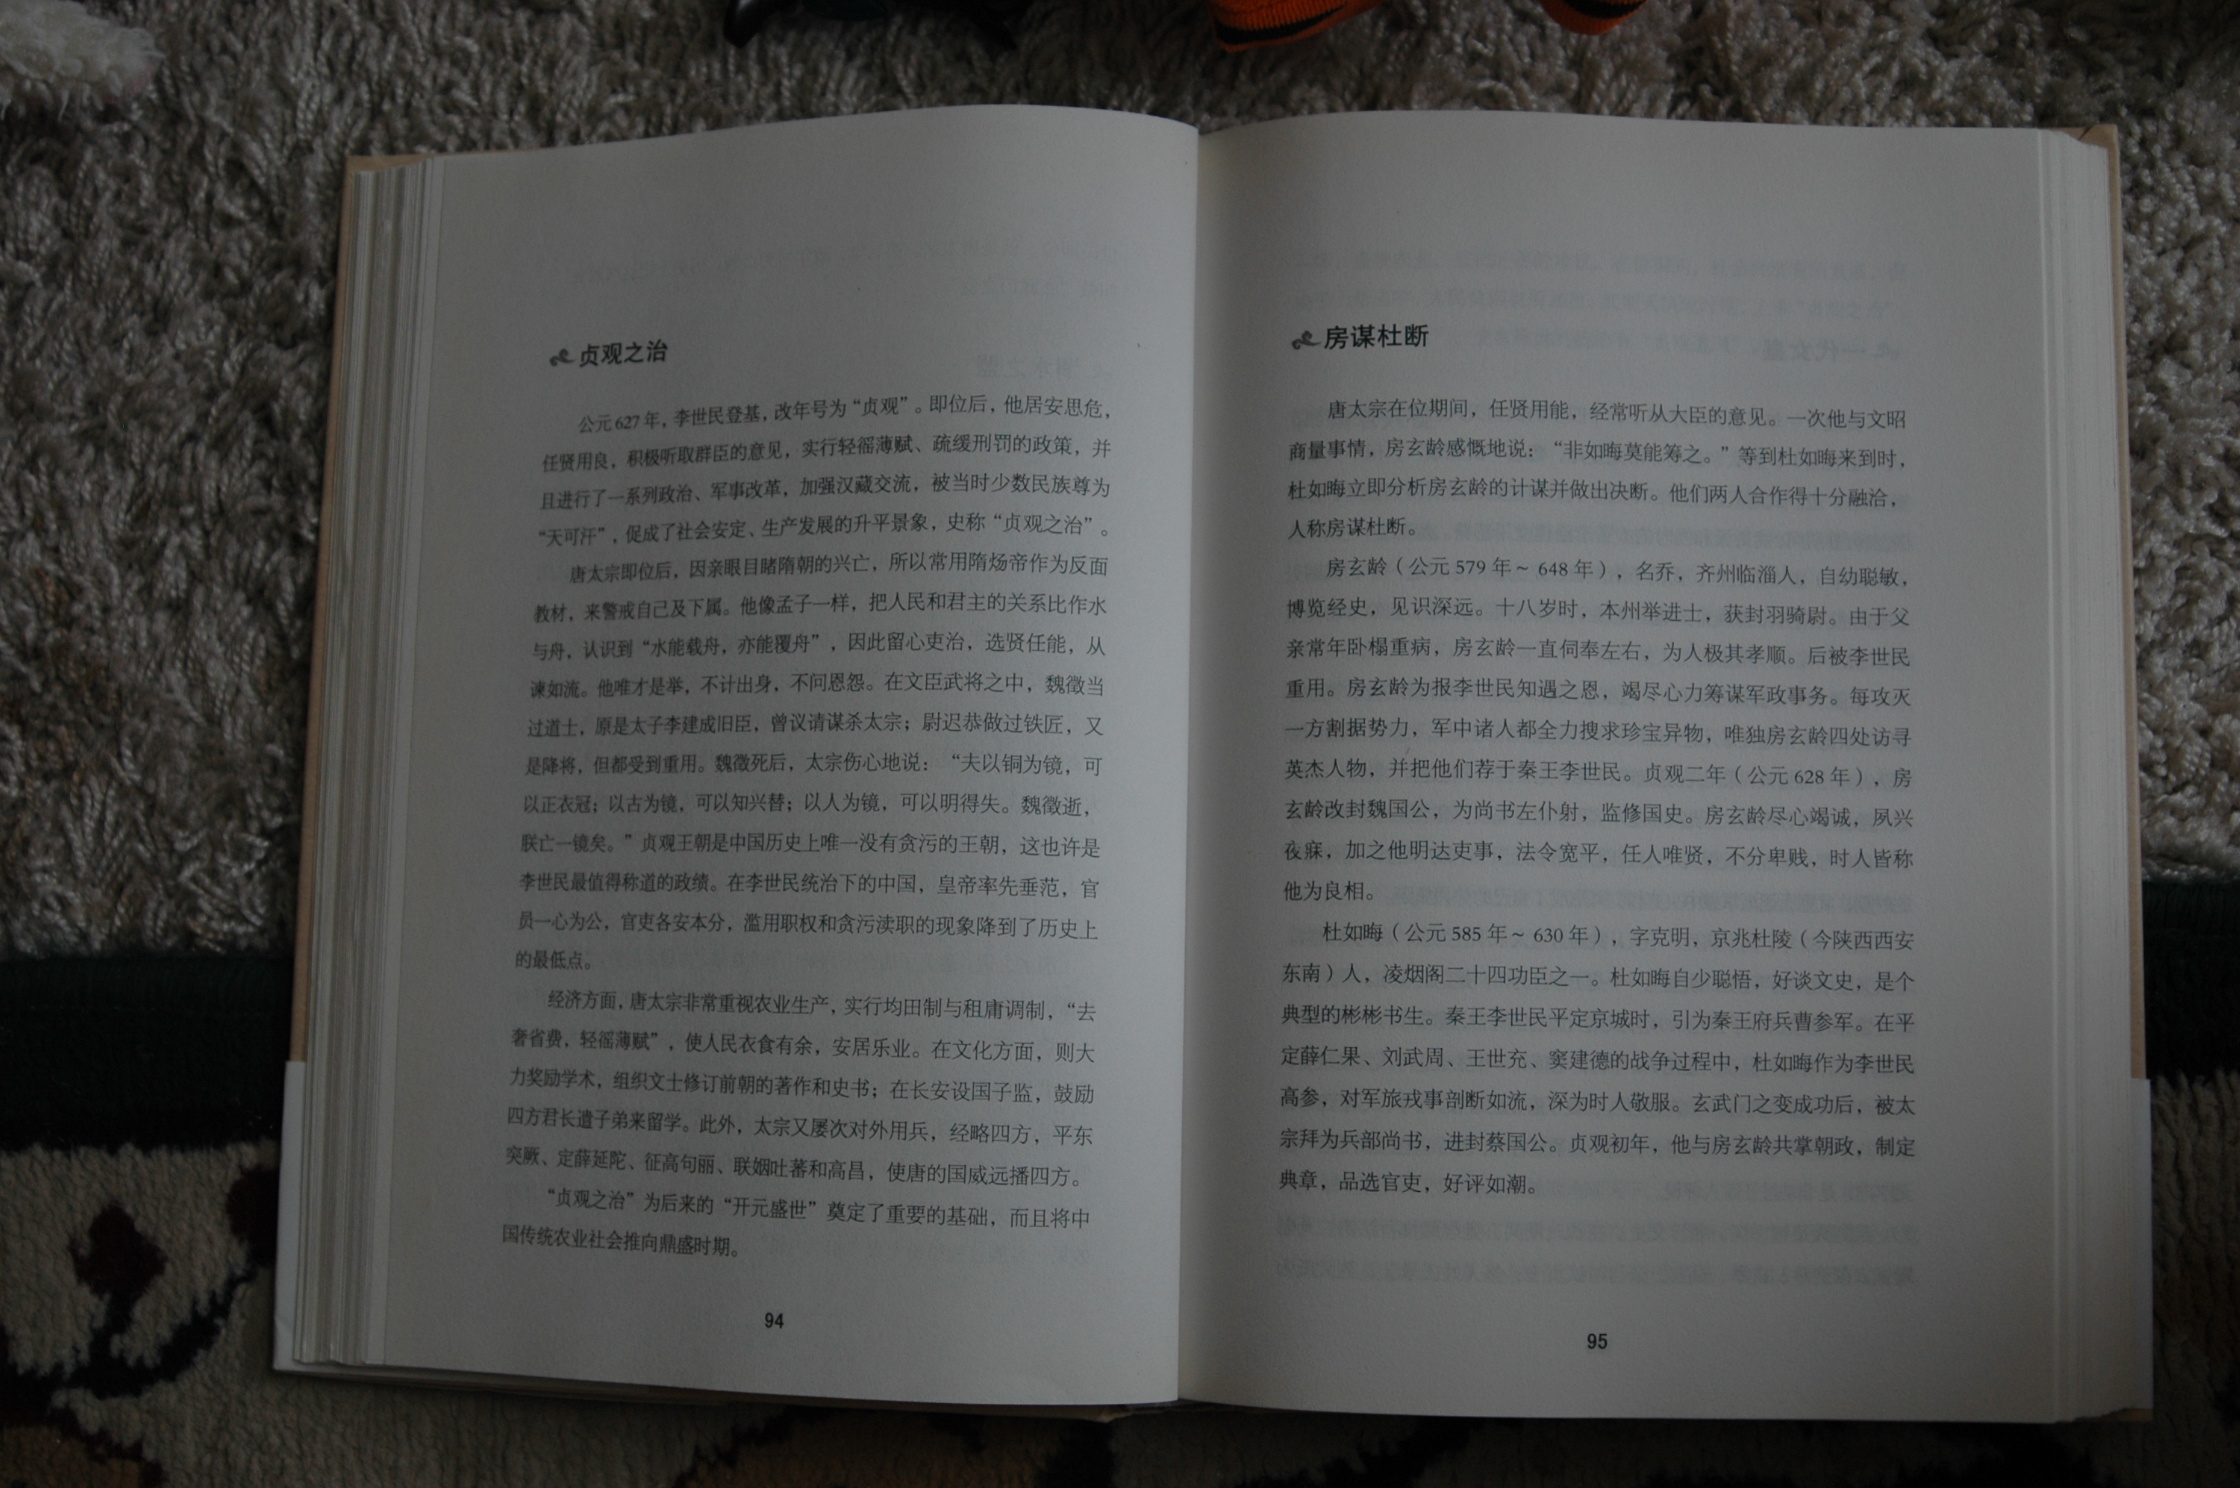 贞观之治
公元627年，李世民登基，改年号为“贞观”。即位后，他居安思危，
任贤用良，积极听取群臣的意见，实行轻徭薄赋、疏缓刑罚的政策，并
且进行了一系列政治、军事改革，加强汉藏交流，被当时少数民族尊为
“天可汗”，促成了社会安定、生产发展的升平景象，史称“贞观之治”。
唐太宗即位后，因亲眼目睹隋朝的兴亡，所以常用隋炀帝作为反面
教材，来警戒自己及下属。他像孟子一样，把人民和君主的关系比作水
与舟，认识到“水能载舟，亦能覆舟”，因此留心吏治，选贤任能，从
谏如流。他唯才是举，不计出身，不问恩怨。在文臣武将之中，魏徵当
过道士，原是太子李建成旧臣，曾议请谋杀太宗；尉迟恭做过铁匠，又
是降将，但都受到重用。魏徵死后，太宗伤心地说：“夫以铜为镜，可
以正衣冠；以古为镜，可以知兴替；以人为镜，可以明得失。魏徵逝，
朕亡一镜矣。”贞观王朝是中国历史上唯一没有贪污的王朝，这也许是
李世民最值得称道的政绩。在李世民统治下的中国，皇帝率先垂范，官
员一心为公，官吏各安本分，滥用职权和贪污渎职的现象降到了历史上
的最低点。
经济方面，唐太宗非常重视农业生产，实行均田制与租庸调制，“去
奢省费，轻徭薄赋”，使人民衣食有余，安居乐业。在文化方面，则大
力奖励学术，组织文士修订前朝的著作和史书；在长安设国子监，鼓励
四方君长遣子弟来留学。此外，太宗又屡次对外用兵，经略四方，平东
突厥、定薛延陀、征高句丽、联姻吐蕃和高昌，使唐的国威远播四方。
“贞观之治”为后来的“开元盛世”奠定了重要的基础，而且将中
国传统农业社会推向鼎盛时期。
94
房谋杜断
唐太宗在位期间，任贤用能，经常听从大臣的意见。一次他与文昭
商量事情，房玄龄感慨地说：“非如晦莫能筹之。”等到杜如晦来到时，
杜如晦立即分析房玄龄的计谋并做出决断。他们两人合作得十分融洽，
人称房谋杜断。
房玄龄（公元579年～648年），名乔，齐州临淄人，自幼聪敏，
博览经史，见识深远。十八岁时，本州举进士，获封羽骑尉。由于父
亲常年卧榻重病，房玄龄一直伺奉左右，为人极其孝顺。后被李世民
重用。房玄龄为报李世民知遇之恩，竭尽心力筹谋军政事务。每攻灭
一方割据势力，军中诸人都全力搜求珍宝异物，唯独房玄龄四处访寻
英杰人物，并把他们荐于秦王李世民。贞观二年（公元628年），房
玄龄改封魏国公，为尚书左仆射，监修国史。房玄龄尽心竭诚，夙兴
夜寐，加之他明达吏事，法令宽平，任人唯贤，不分卑贱，时人皆称
他为良相。
杜如晦（公元585年～630年），字克明，京兆杜陵（今陕西西安
东南）人，凌烟阁二十四功臣之一。杜如晦自少聪悟，好谈文史，是个
典型的彬彬书生。秦王李世民平定京城时，引为秦王府兵曹参军。在平
定薛仁果、刘武周、王世充、窦建德的战争过程中，杜如晦作为李世民
高参，对军旅戎事剖断如流，深为时人敬服。玄武门之变成功后，被太
宗拜为兵部尚书，进封蔡国公。贞观初年，他与房玄龄共掌朝政，制定
典章，品选官吏，好评如潮。
95